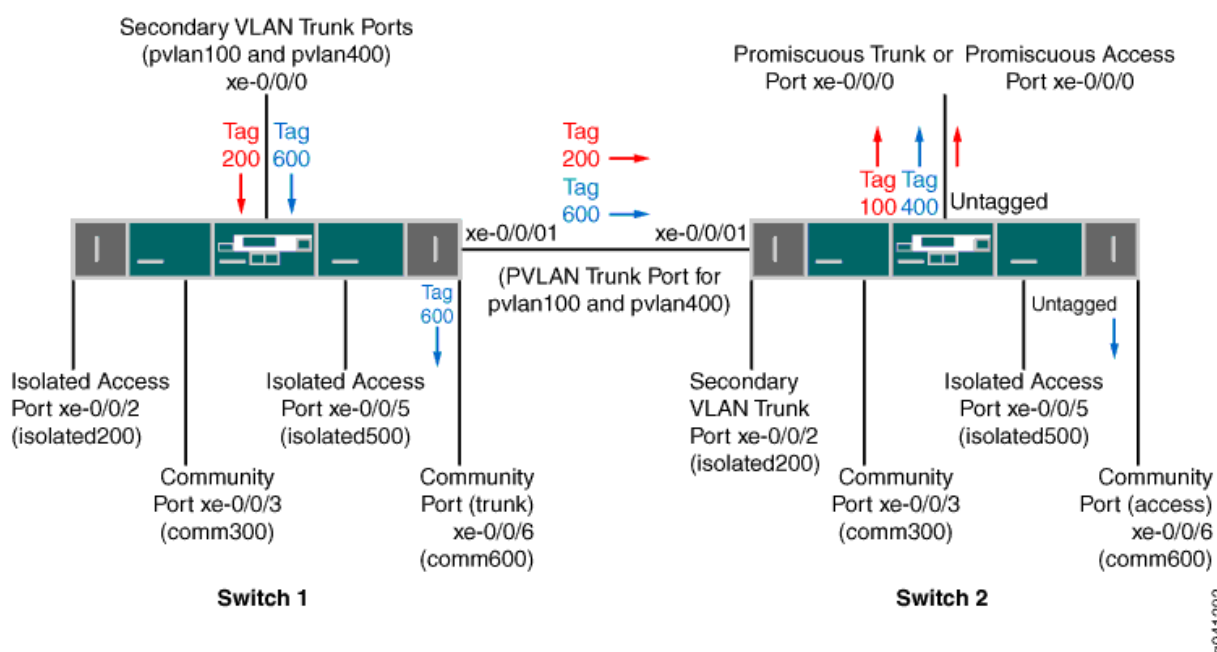 Secondary VLAN Trunk Ports
(pvlan100 and pvlan400)
xe-0/0/0
Promiscuous Trunk or Promiscuous Access
Port xe-0/0/0 Port xe-0/0/0
Tag Tag
200 600
Tag
200
Tag
600
Tag Tag
100 400 Untagged
xe-0/0/01 xe-0/0/01
(PVLAN Trunk Port for
pvlan100 and pvlan400)
Tag
600
Untagged
Isolated Access
Port xe-0/0/2
(isolated200)
Isolated Access
Port xe-0/0/5
(isolated500)
Secondary
VLAN Trunk
Port xe-0/0/2
(isolated200)
Isolated Access
Port xe-0/0/5
(isolated500)
Community
Port xe-0/0/3
(comm300)
Community
Port (trunk)
xe-0/0/6
(comm600)
Community
Port xe-0/0/3
(comm300)
Community
Port (access)
xe-0/0/6
(comm600)
Switch 1
Switch 2